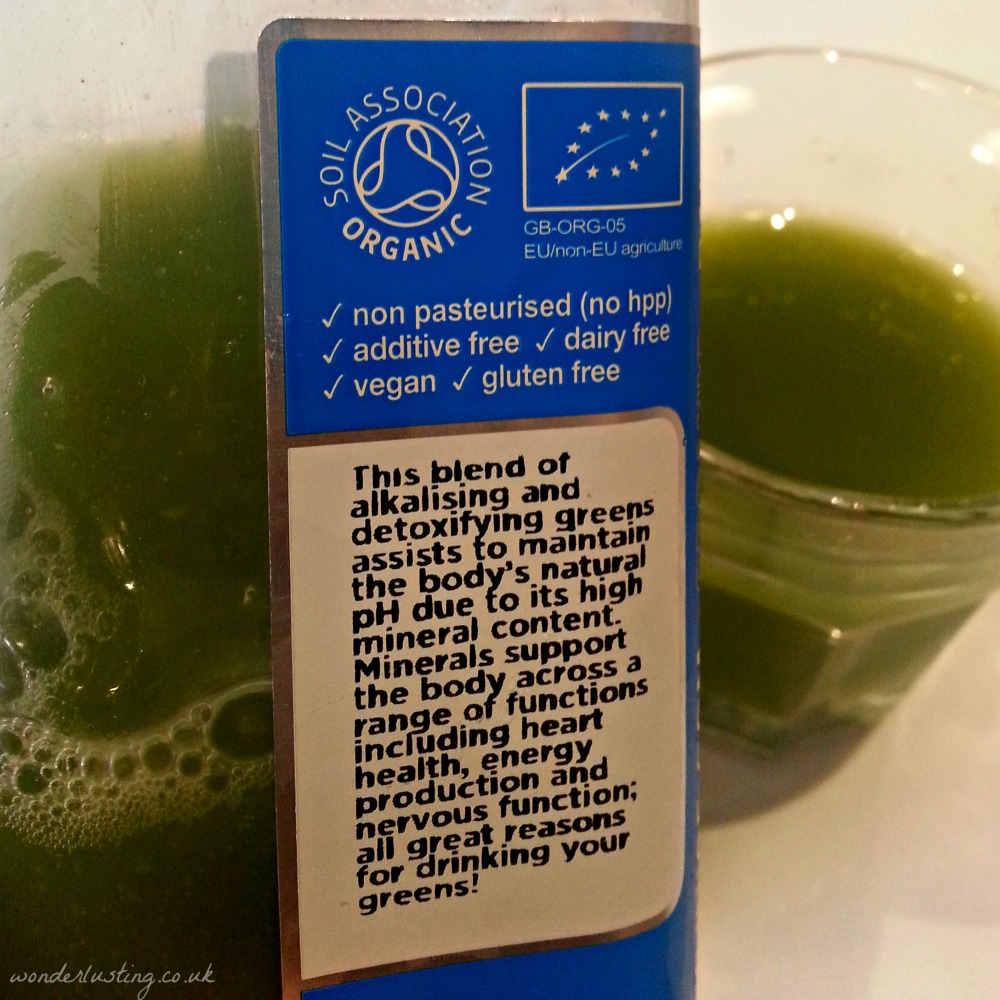 SOIL ASSOCIATION
ORGANIC
GB-ORG-05
EU/non-EU agriculture
✓ non pasteurised (no hpp)
✓ additive free ✓ dairy free
✓ vegan ✓ gluten free
This blend of
alkalising and
detoxifying greens
assists to maintain
the body's natural
pH due to its high
mineral content.
Minerals support
the body across a
range of functions
including heart
health, energy
production and
nervous function;
all great reasons
for drinking your
greens!
wonderlusting.co.uk